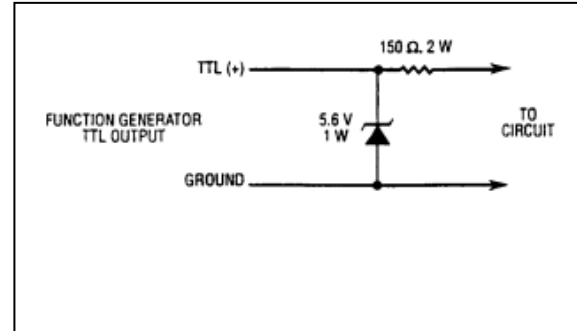 150 Ω, 2 W
TTL (+)
FUNCTION GENERATOR
TTL OUTPUT
5.6 V
1 W
TO
CIRCUIT
GROUND